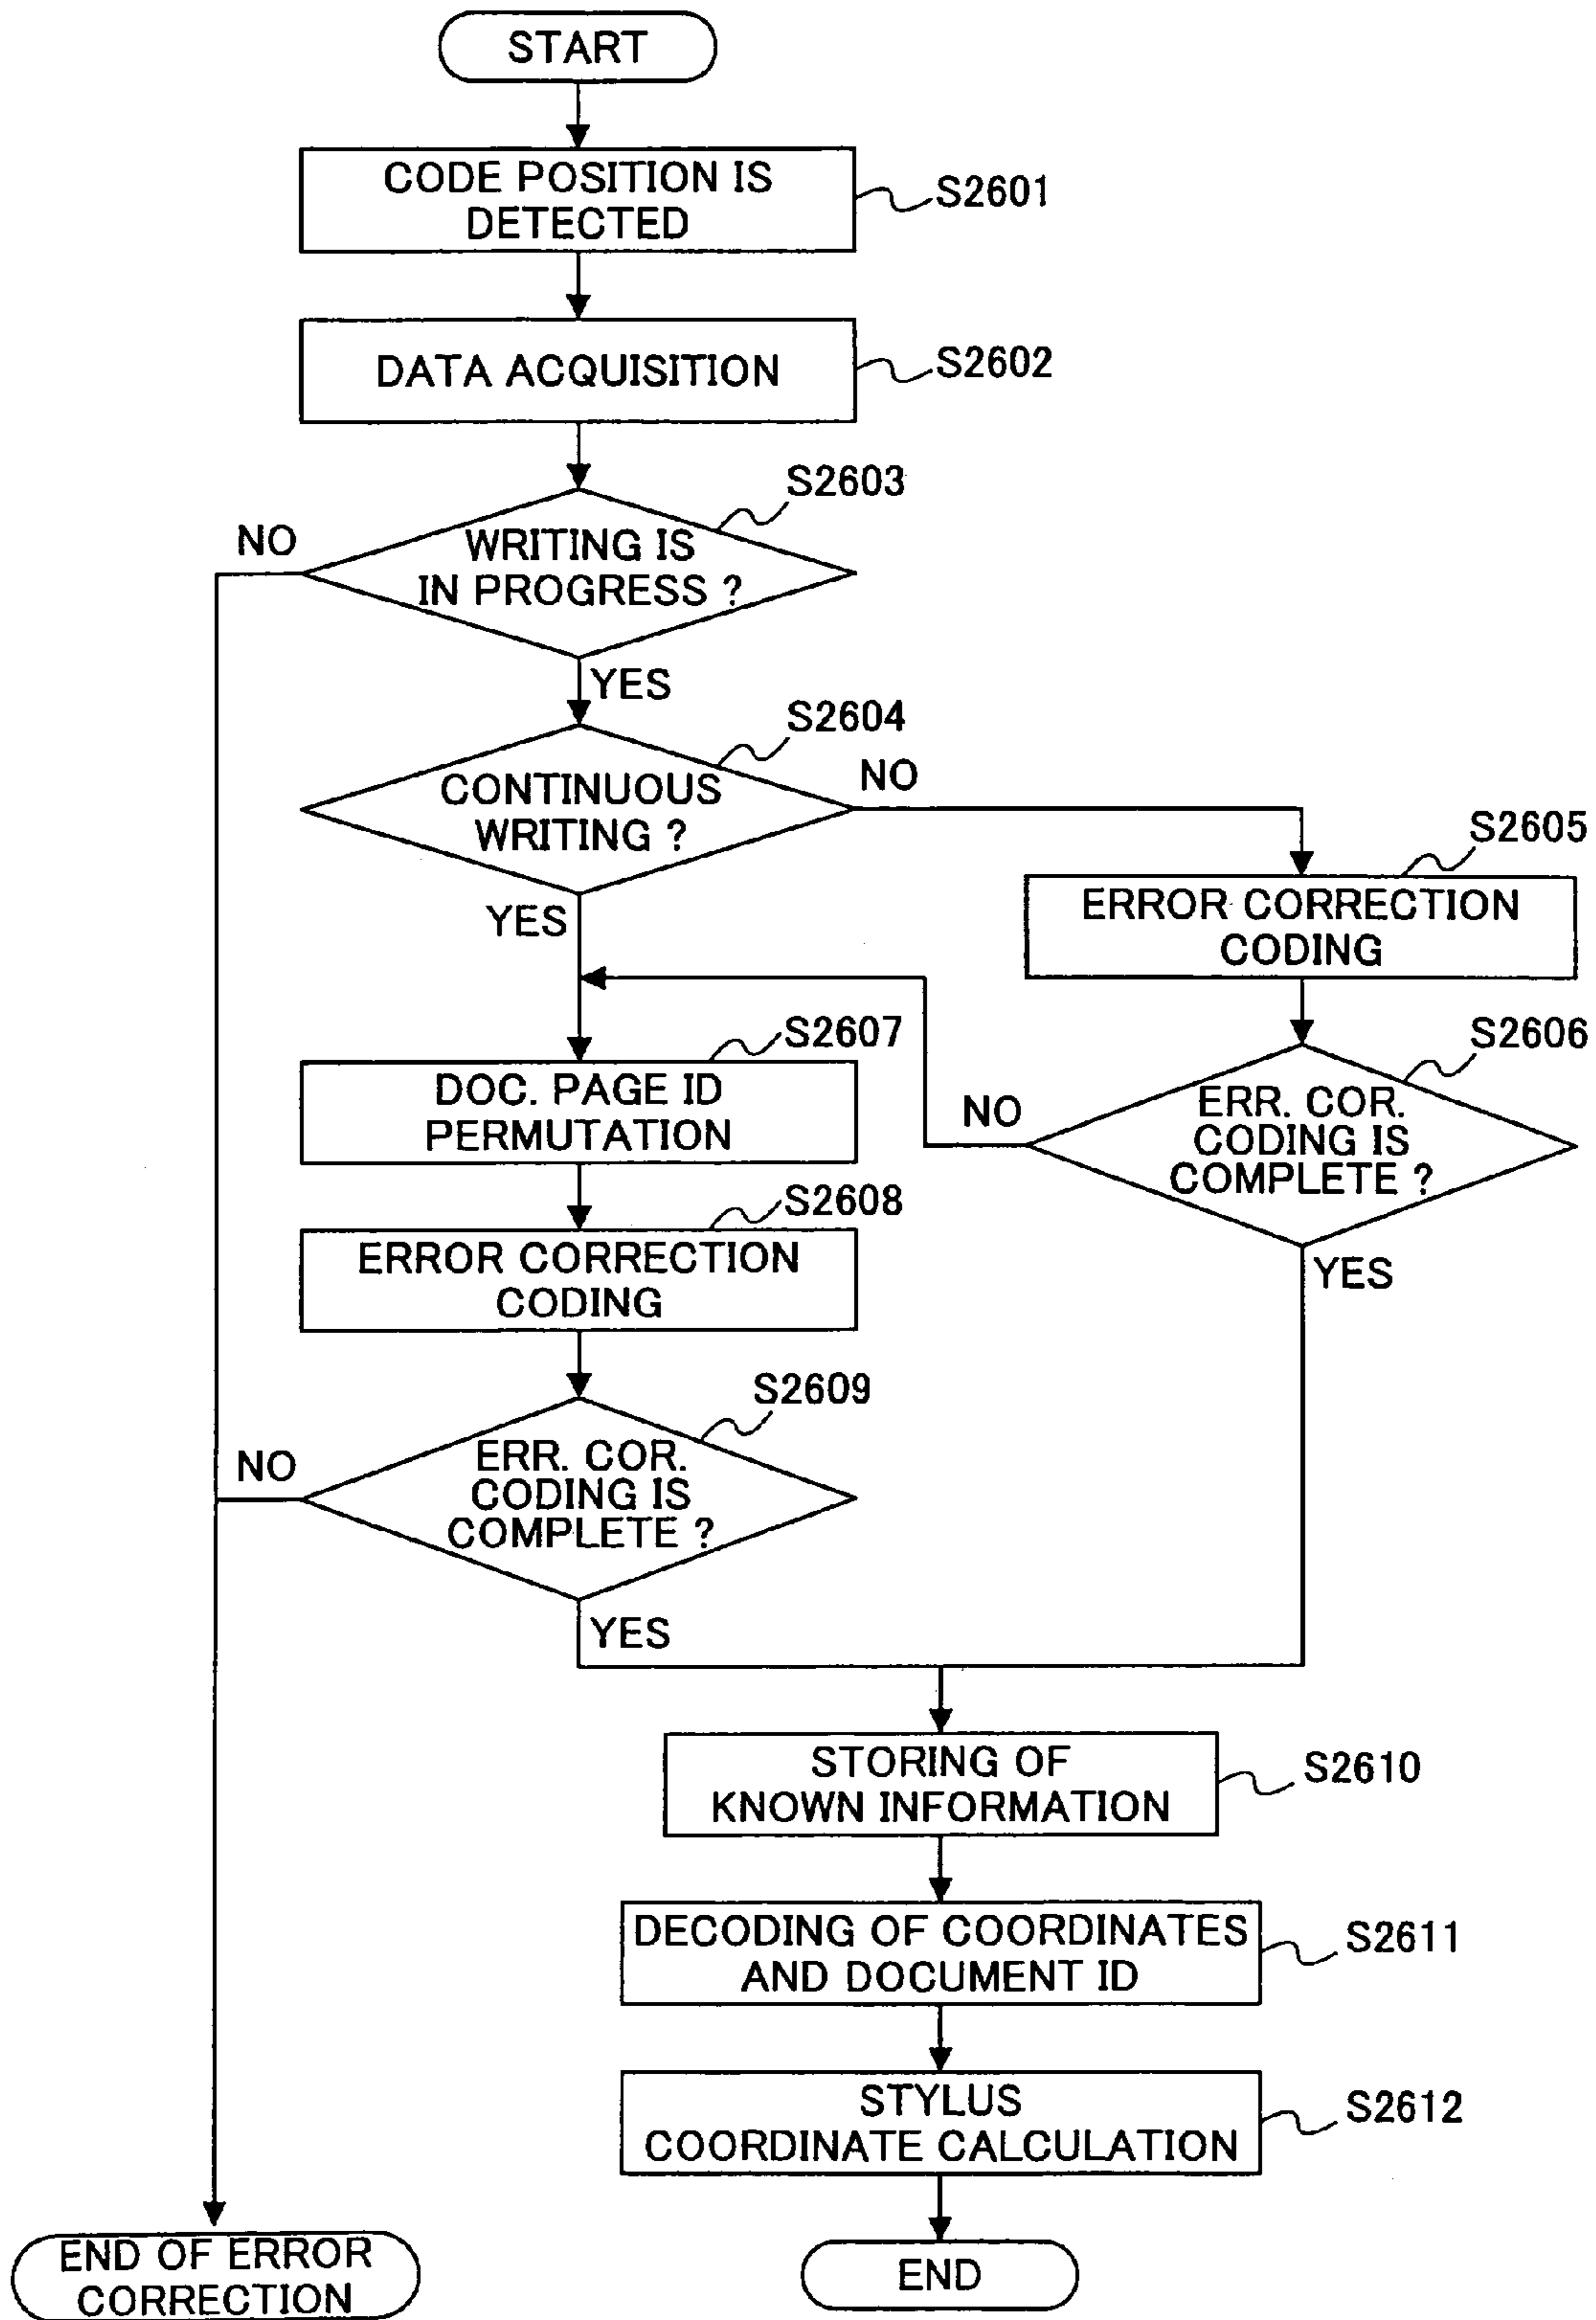 START
CODE POSITION IS
DETECTED
S2601
DATA ACQUISITION
S2602
S2603
NO
WRITING IS
IN PROGRESS ?
YES
S2604
NO
CONTINUOUS
WRITING ?
S2605
YES
ERROR CORRECTION
CODING
S2607
S2606
DOC. PAGE ID
PERMUTATION
NO
ERR. COR.
CODING IS
COMPLETE ?
S2608
ERROR CORRECTION
CODING
YES
S2609
NO
ERR. COR.
CODING IS
COMPLETE ?
YES
STORING OF
KNOWN INFORMATION
S2610
DECODING OF COORDINATES
AND DOCUMENT ID
S2611
STYLUS
COORDINATE CALCULATION
S2612
END OF ERROR
CORRECTION
END